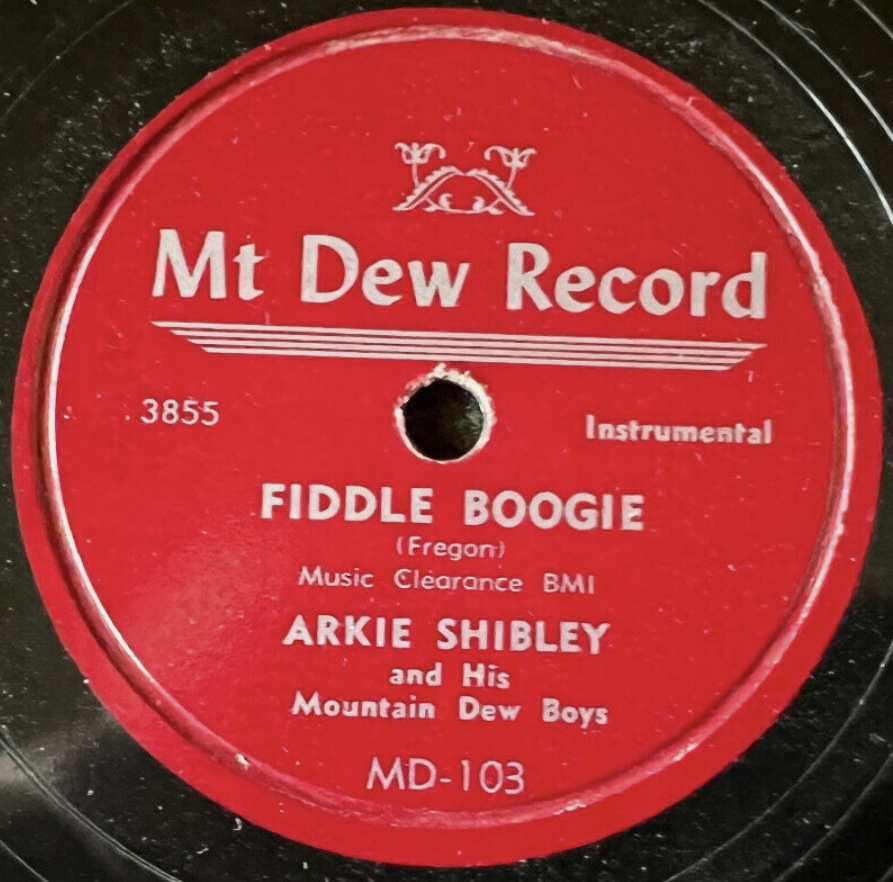 Mt Dew Record
3855
Instrumental
FIDDLE BOOGIE
(Fregon)
Music Clearance BMI
ARKIE SHIBLEY
and His
Mountain Dew Boys
MD-103